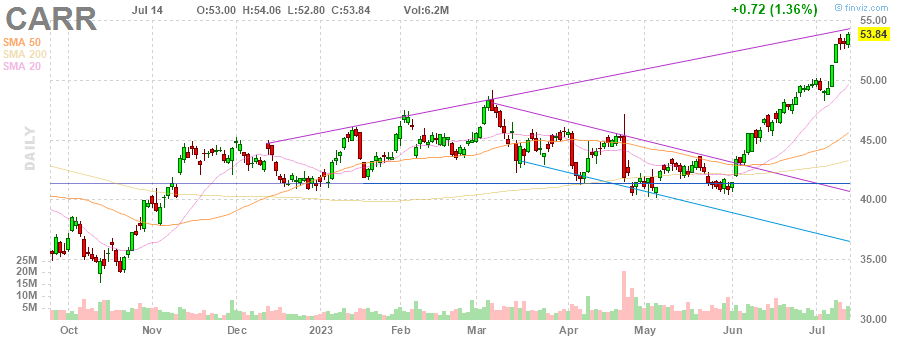 CARR Jul 14 O:53.00 H:54.06 L:52.80 C:53.84 Vol:6.2M +0.72 (1.36%) @ finviz.com
SMA 50
SMA 200
SMA 20
DAILY
55.00
53.84
50.00
45.00
40.00
35.00
30.00
25M
20M
15M
10M
5M
Oct Nov Dec 2023 Feb Mar Apr May Jun Jul